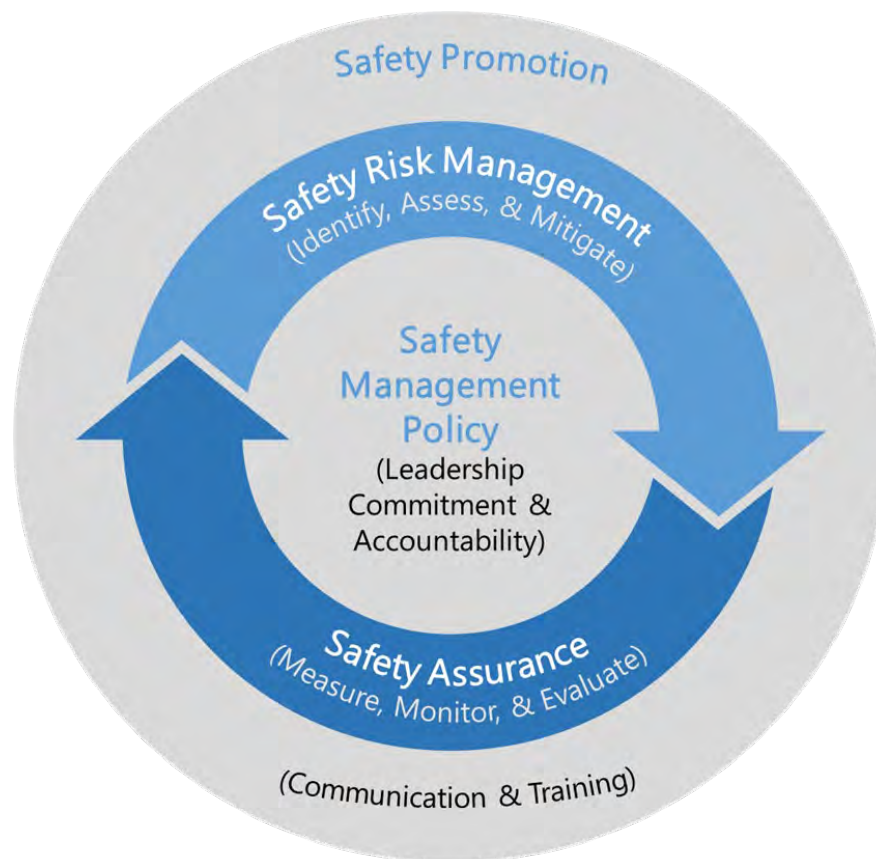 Safety Promotion
Safety Risk Management
(Identify, Assess, & Mitigate)
Safety
Management
Policy
(Leadership
Commitment &
Accountability)
Safety Assurance
(Measure, Monitor, & Evaluate)
(Communication & Training)